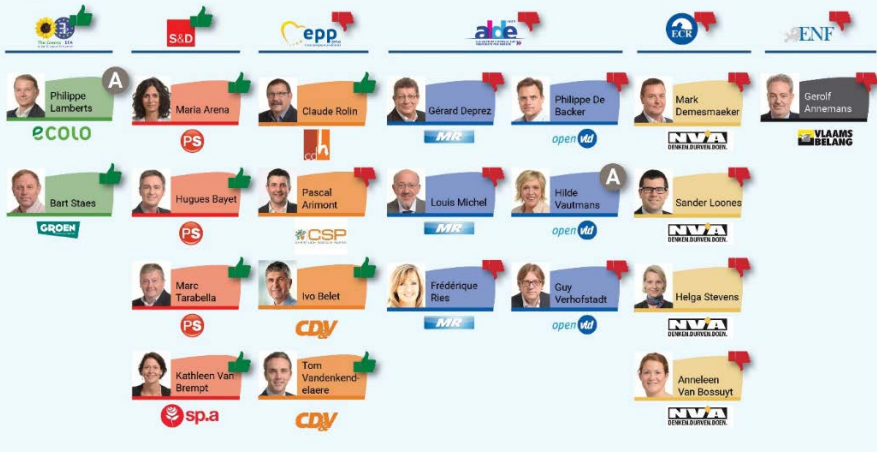 The Greens EFA
S&D
epp
alde
ECR
ENF
A
Philippe
Lamberts
ecolo
Maria Arena
PS
Claude Rolin
cdh
Gérard Deprez
MR
Philippe De
Backer
open vld
Mark
Demesmaeker
N-VA
DENKEN.DURVEN.DOEN.
Gerolf
Annemans
VLAAMS
BELANG
Bart Staes
GROEN
Hugues Bayet
PS
Pascal
Arimont
CSP
Louis Michel
MR
A
Hilde
Vautmans
open vld
Sander Loones
N-VA
DENKEN.DURVEN.DOEN.
Marc
Tarabella
PS
Ivo Belet
CD&V
Frédérique
Ries
MR
Guy
Verhofstadt
open vld
Helga Stevens
N-VA
DENKEN.DURVEN.DOEN.
Kathleen Van
Brempt
sp.a
Tom
Vandenkend-
elaere
CD&V
Anneleen
Van Bossuyt
N-VA
DENKEN.DURVEN.DOEN.